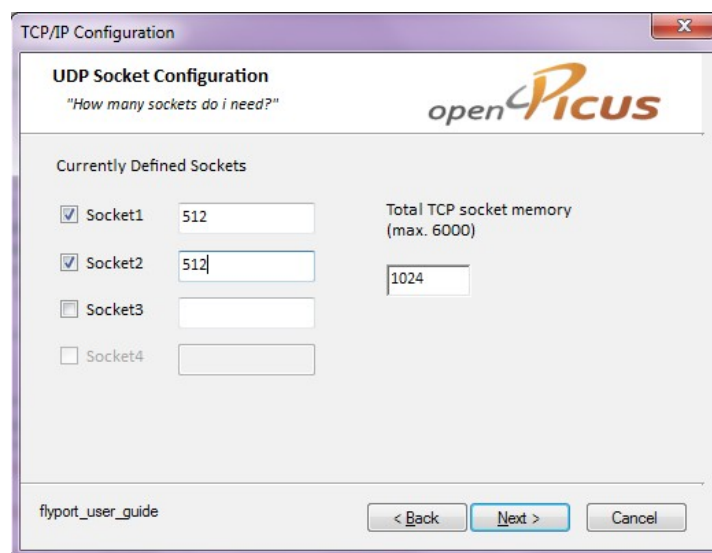 TCP/IP Configuration
UDP Socket Configuration
"How many sockets do i need?"
openPicus
Currently Defined Sockets
Socket1 512
Socket2 512
Socket3
Socket4
Total TCP socket memory
(max. 6000)
1024
flyport_user_guide
< Back Next > Cancel